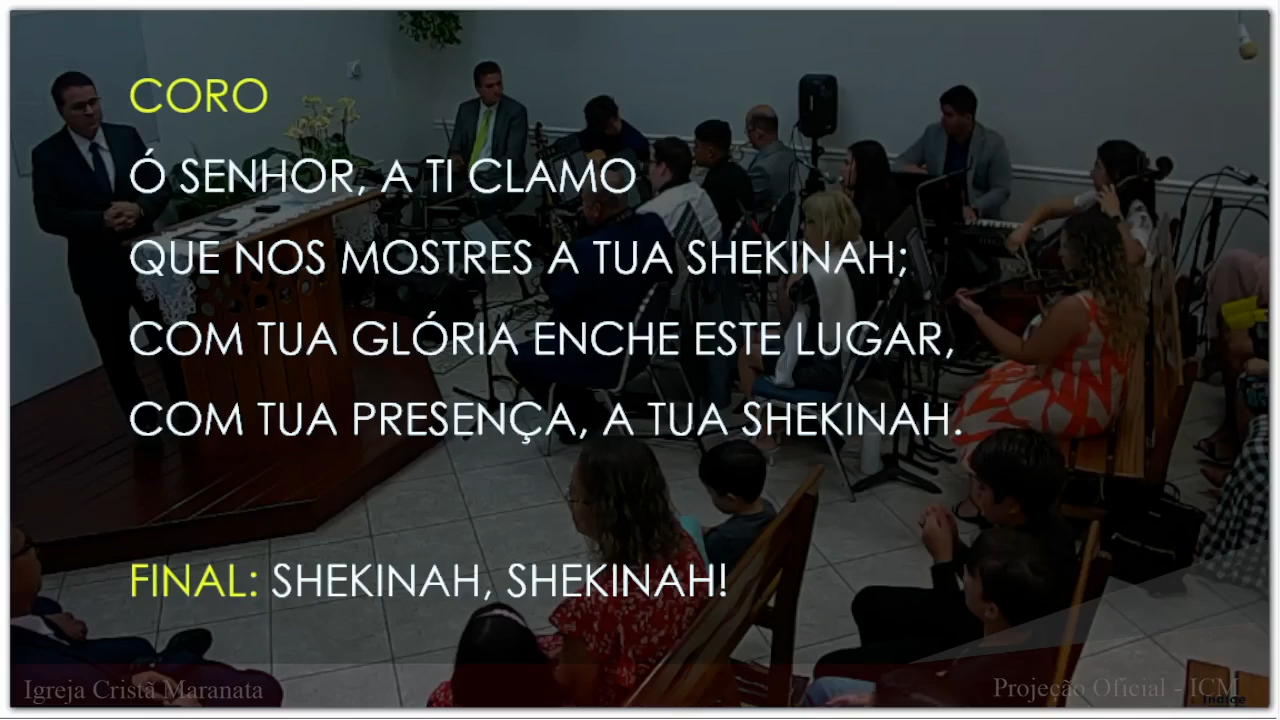 CORO
Ó SENHOR, A TI CLAMO
QUE NOS MOSTRES A TUA SHEKINAH;
COM TUA GLÓRIA ENCHE ESTE LUGAR,
COM TUA PRESENÇA, A TUA SHEKINAH.
FINAL: SHEKINAH, SHEKINAH!
Igreja Cristã Maranata
Projeção Oficial - ICM
Índice